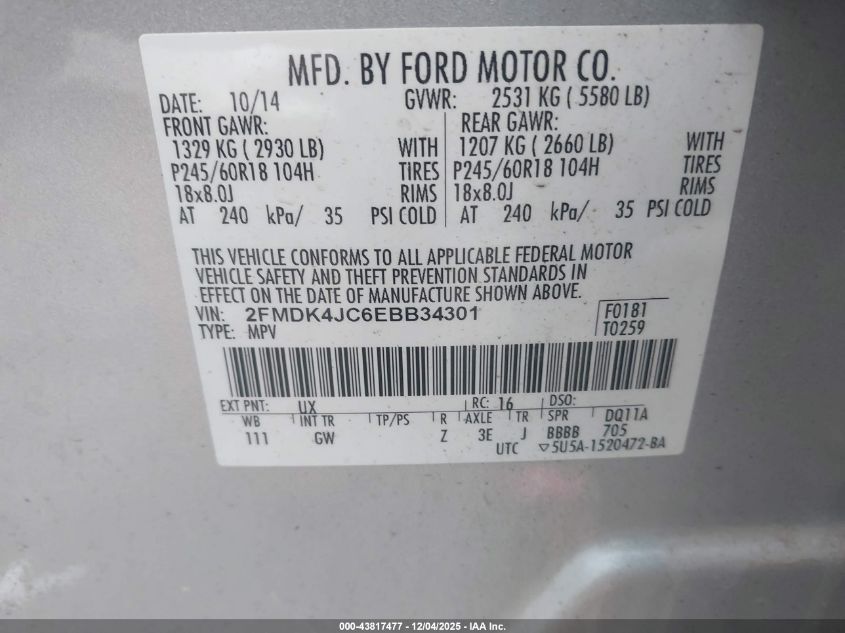 MFD. BY FORD MOTOR CO.
DATE: 10/14 GVWR: 2531 KG ( 5580 LB)
FRONT GAWR: REAR GAWR:
1329 KG ( 2930 LB) WITH 1207 KG ( 2660 LB) WITH
P245/60R18 104H TIRES P245/60R18 104H TIRES
18x8.0J RIMS 18x8.0J RIMS
AT 240 kPa/ 35 PSI COLD AT 240 kPa/ 35 PSI COLD
THIS VEHICLE CONFORMS TO ALL APPLICABLE FEDERAL MOTOR
VEHICLE SAFETY AND THEFT PREVENTION STANDARDS IN
EFFECT ON THE DATE OF MANUFACTURE SHOWN ABOVE.
VIN: 2FMDK4JC6EBB34301 F0181
TYPE: MPV T0259
EXT PNT: UX RC: 16 DSO:
WB INT TR TP/PS R AXLE TR SPR DQ11A
111 GW Z 3E J BBBB 705
UTC ▽5U5A-1520472-BA
000-43817477 - 12/04/2025 - IAA Inc.